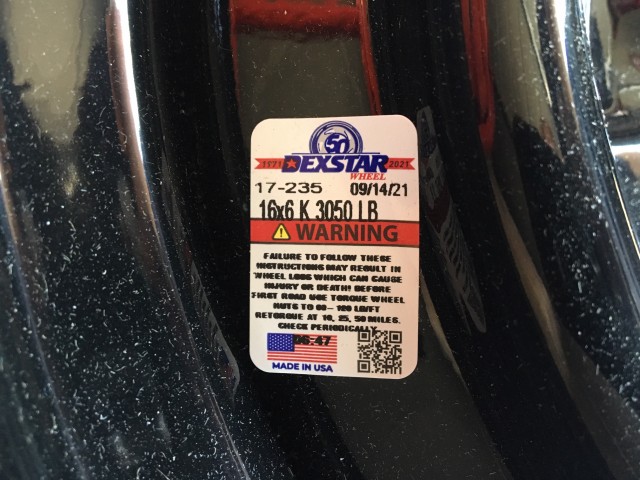 50
1971 ★ DEXSTAR 2021
WHEEL
17-235 09/14/21
16x6 K 3050 LB
⚠ WARNING
FAILURE TO FOLLOW THESE
INSTRUCTIONS MAY RESULT IN
WHEEL LOSS WHICH CAN CAUSE
INJURY OR DEATH! BEFORE
FIRST ROAD USE TORQUE WHEEL
NUTS TO 90- 120 LB/FT
RETORQUE AT 10, 25, 50 MILES.
CHECK PERIODICALLY
06:47
MADE IN USA